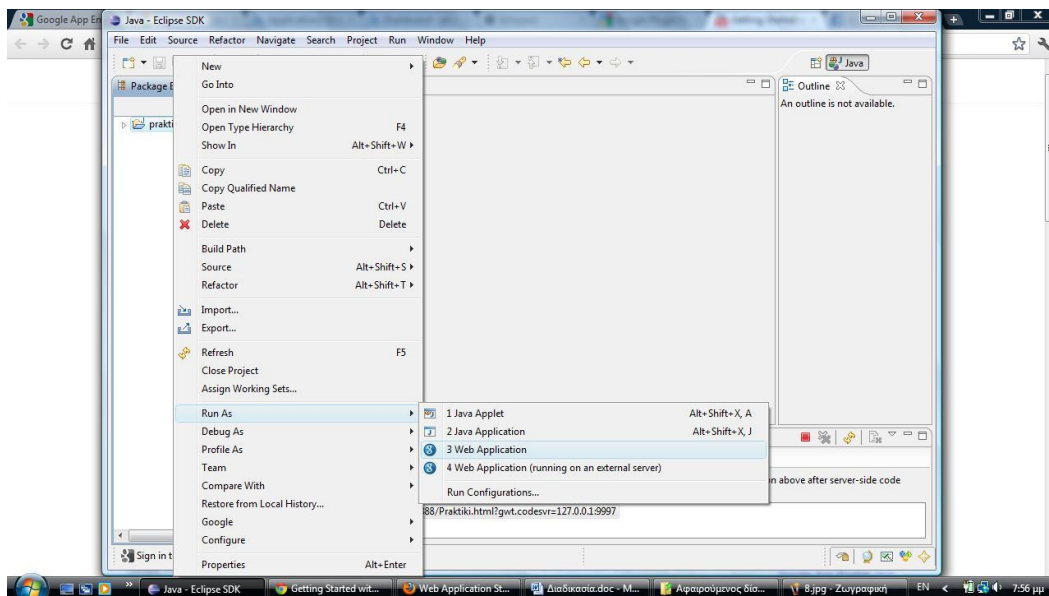 Google App En
Java - Eclipse SDK
File Edit Source Refactor Navigate Search Project Run Window Help
Java
Package E
Outline
An outline is not available.
prakti
New
Go Into
Open in New Window
Open Type Hierarchy F4
Show In Alt+Shift+W
Copy Ctrl+C
Copy Qualified Name
Paste Ctrl+V
Delete Delete
Build Path
Source Alt+Shift+S
Refactor Alt+Shift+T
Import...
Export...
Refresh F5
Close Project
Assign Working Sets...
Run As
1 Java Applet Alt+Shift+X, A
Debug As
2 Java Application Alt+Shift+X, J
Profile As
3 Web Application
Team
4 Web Application (running on an external server)
Compare With
n above after server-side code
Run Configurations...
Restore from Local History...
88/Praktiki.html?gwt.codesvr=127.0.0.1:9997
Google
Configure
Sign in t
Properties Alt+Enter
Java - Eclipse SDK
Getting Started wit...
Web Application St...
Διαδικασία.doc - M...
Αφαιρούμενος δίσ...
8.jpg - Ζωγραφική
EN
7:56 μμ